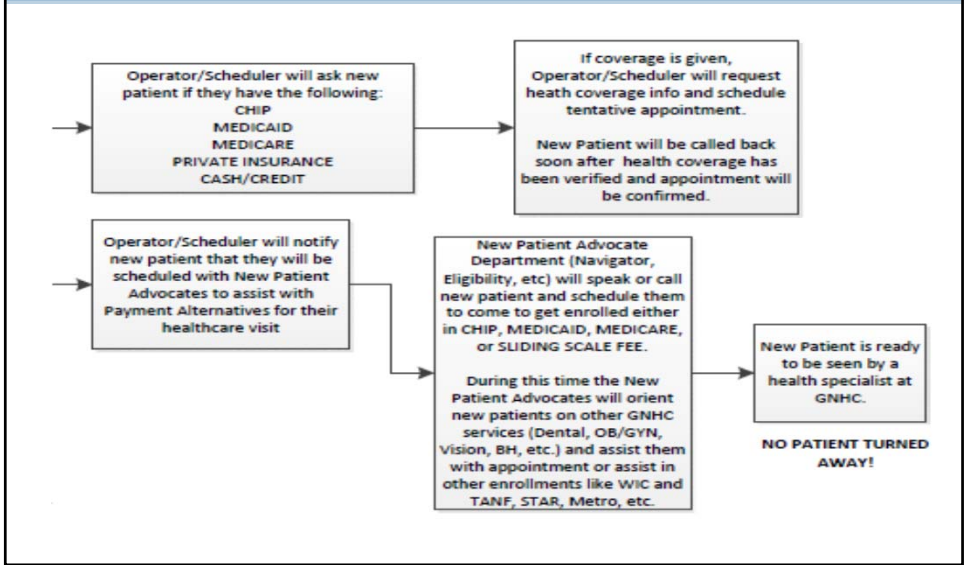 Operator/Scheduler will ask new
patient if they have the following:
CHIP
MEDICAID
MEDICARE
PRIVATE INSURANCE
CASH/CREDIT
If coverage is given,
Operator/Scheduler will request
heath coverage info and schedule
tentative appointment.
New Patient will be called back
soon after health coverage has
been verified and appointment will
be confirmed.
Operator/Scheduler will notify
new patient that they will be
scheduled with New Patient
Advocates to assist with
Payment Alternatives for their
healthcare visit
New Patient Advocate
Department (Navigator,
Eligibility, etc) will speak or call
new patient and schedule them
to come to get enrolled either
in CHIP, MEDICAID, MEDICARE,
or SLIDING SCALE FEE.
During this time the New
Patient Advocates will orient
new patients on other GNHC
services (Dental, OB/GYN,
Vision, BH, etc.) and assist them
with appointment or assist in
other enrollments like WIC and
TANF, STAR, Metro, etc.
New Patient is ready
to be seen by a
health specialist at
GNHC.
NO PATIENT TURNED
AWAY!